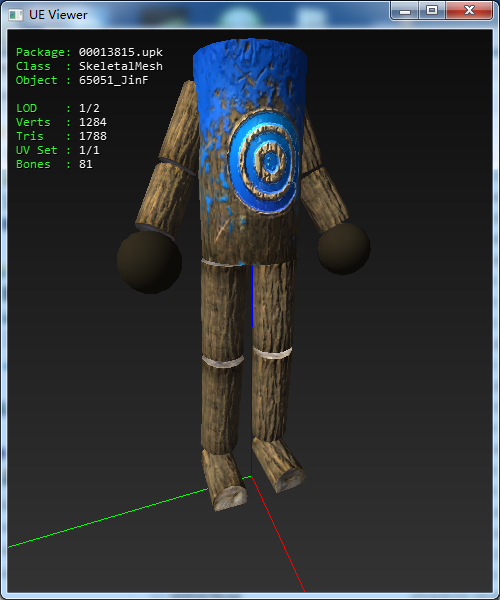 UE Viewer
Package: 00013815.upk
Class : SkeletalMesh
Object : 65051_JinF
LOD : 1/2
Verts : 1284
Tris : 1788
UV Set : 1/1
Bones : 81